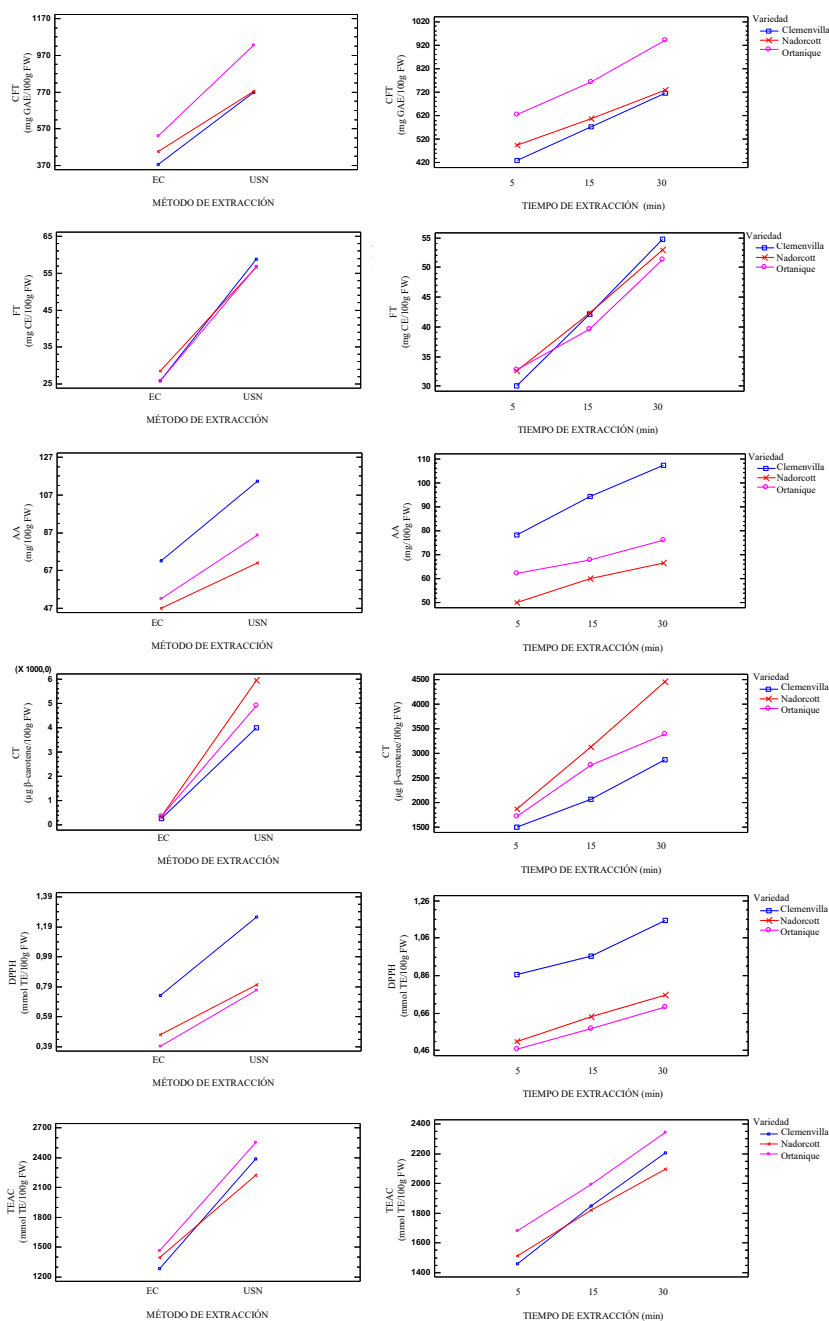 1170
970
770
570
370
CFT
(mg GAE/100g FW)
EC
USN
MÉTODO DE EXTRACCIÓN
1020
920
820
720
620
520
420
CFT
(mg GAE/100g FW)
5
15
30
TIEMPO DE EXTRACCIÓN (min)
Variedad
Clemenvilla
Nadorcott
Ortanique
65
55
45
35
25
FT
(mg CE/100g FW)
EC
USN
MÉTODO DE EXTRACCIÓN
55
50
45
40
35
30
FT
(mg CE/100g FW)
5
15
30
TIEMPO DE EXTRACCIÓN (min)
Variedad
Clemenvilla
Nadorcott
Ortanique
127
107
87
67
47
AA
(mg/100g FW)
EC
USN
MÉTODO DE EXTRACCIÓN
110
100
90
80
70
60
50
AA
(mg/100g FW)
5
15
30
TIEMPO DE EXTRACCIÓN (min)
Variedad
Clemenvilla
Nadorcott
Ortanique
(X 1000,0)
6
5
4
3
2
1
0
CT
(µg β-carotene/100g FW)
EC
USN
MÉTODO DE EXTRACCIÓN
4500
4000
3500
3000
2500
2000
1500
CT
(µg β-carotene/100g FW)
5
15
30
TIEMPO DE EXTRACCIÓN (min)
Variedad
Clemenvilla
Nadorcott
Ortanique
1,39
1,19
0,99
0,79
0,59
0,39
DPPH
(mmol TE/100g FW)
EC
USN
MÉTODO DE EXTRACCIÓN
1,26
1,06
0,86
0,66
0,46
DPPH
(mmol TE/100g FW)
5
15
30
TIEMPO DE EXTRACCIÓN (min)
Variedad
Clemenvilla
Nadorcott
Ortanique
2700
2400
2100
1800
1500
1200
TEAC
(mmol TE/100g FW)
EC
USN
MÉTODO DE EXTRACCIÓN
2400
2200
2000
1800
1600
1400
TEAC
(mmol TE/100g FW)
5
15
30
TIEMPO DE EXTRACCIÓN (min)
Variedad
Clemenvilla
Nadorcott
Ortanique